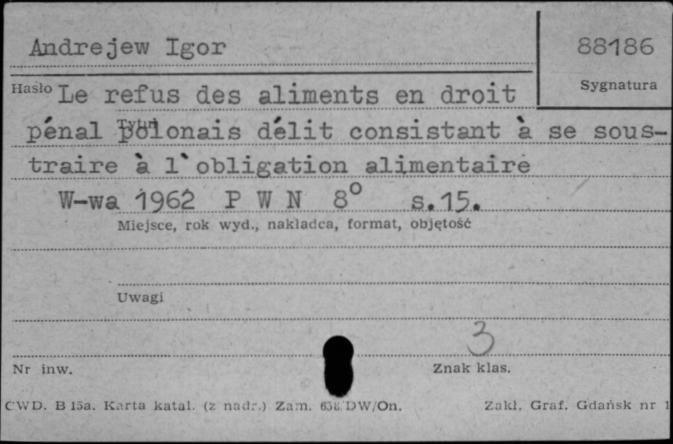 Andrejew Igor 88186
Hasło Sygnatura
Le refus des aliments en droit
Tytuł
pénal polonais délit consistant à se sous-
traire à l'obligation alimentaire
W-wa 1962 P W N 8° s.15.
Miejsce, rok wyd., nakładca, format, objętość
Uwagi
3
Nr inw. Znak klas.
CWD. B 15a. Karta katal. (z nadr.) Zam. DW/On. Zakł. Graf. Gdańsk nr 1